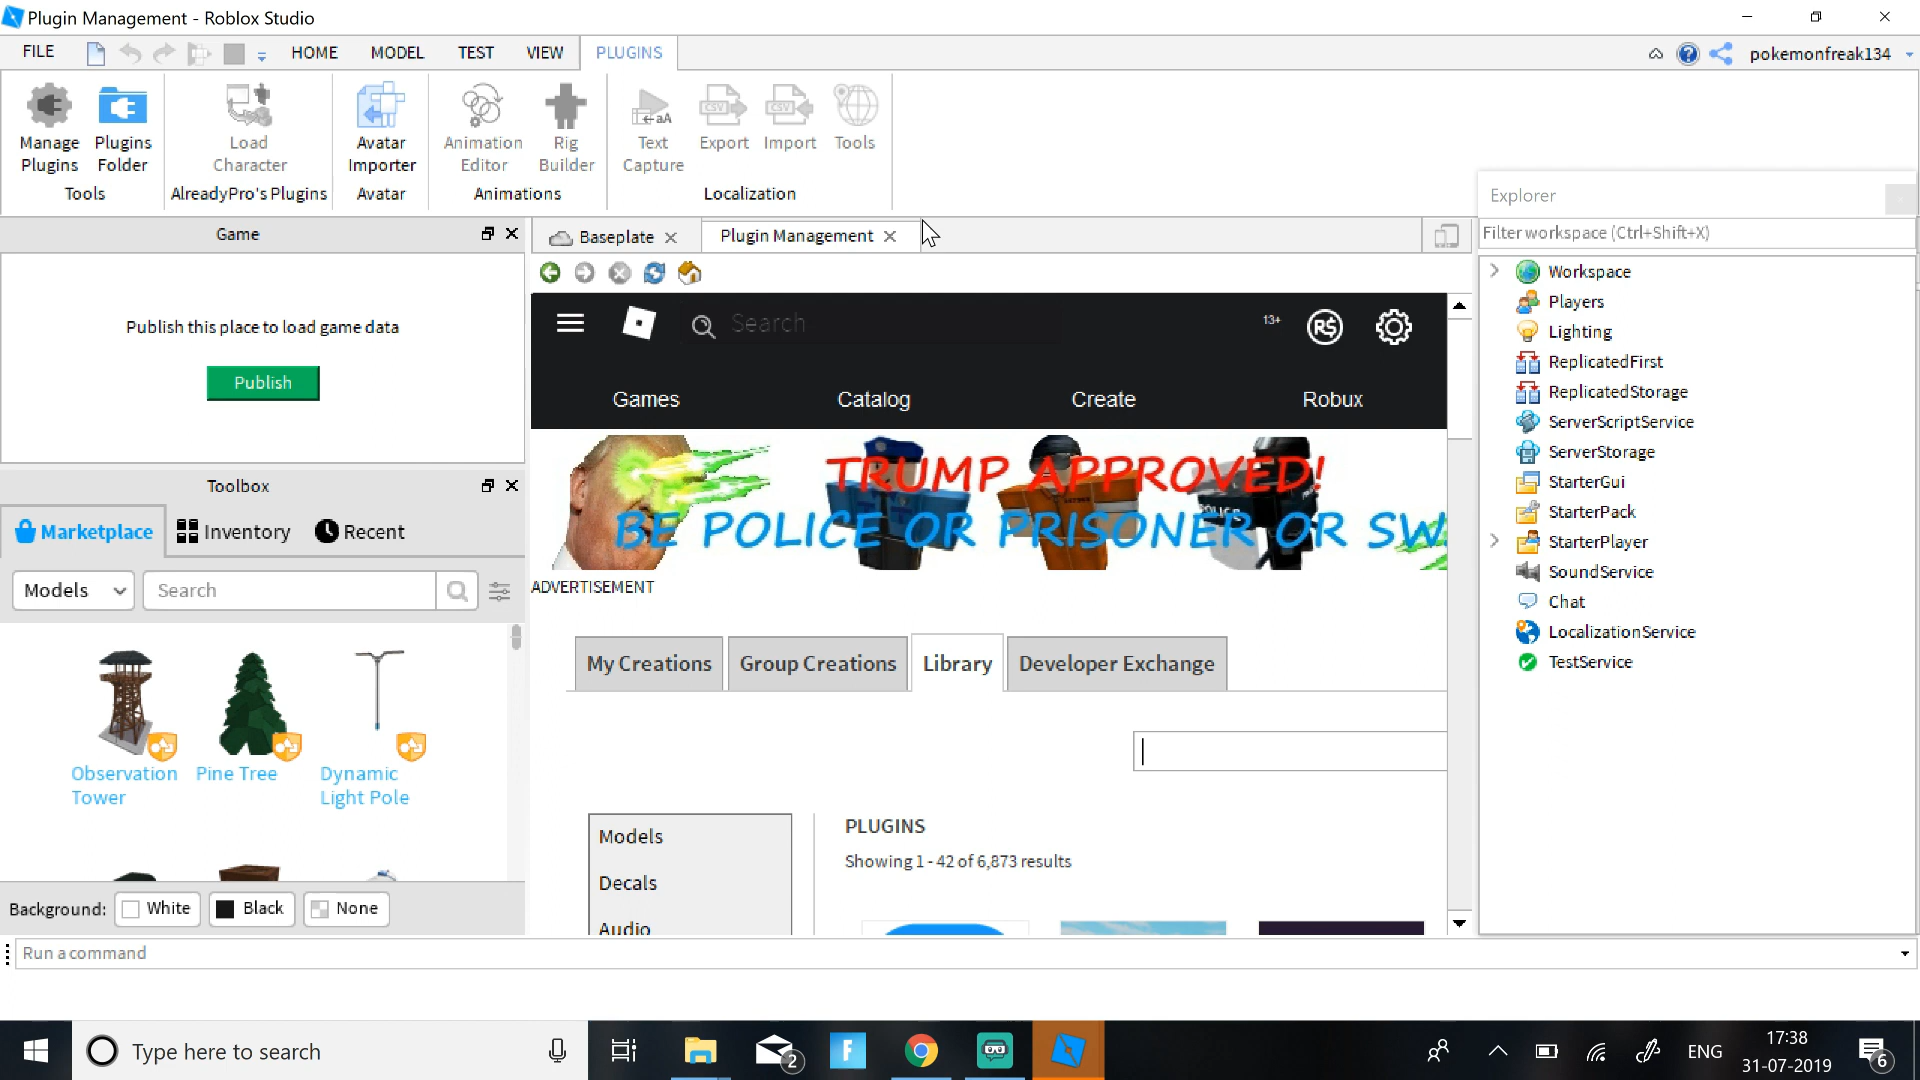 Plugin Management - Roblox Studio
FILE
HOME
MODEL
TEST
VIEW
PLUGINS
pokemonfreak134
Manage
Plugins
Plugins
Folder
Tools
Load
Character
AlreadyPro's Plugins
Avatar
Importer
Avatar
Animation
Editor
Rig
Builder
Animations
Text
Capture
Export
Import
Tools
Localization
Game
Publish this place to load game data
Publish
Toolbox
Marketplace
Inventory
Recent
Models
Search
Observation
Tower
Pine Tree
Dynamic
Light Pole
Background:
White
Black
None
Baseplate
Plugin Management
Search
13+
R$
Games
Catalog
Create
Robux
TRUMP APPROVED!
BE POLICE OR PRISONER OR SW
ADVERTISEMENT
My Creations
Group Creations
Library
Developer Exchange
Models
Decals
Audio
PLUGINS
Showing 1 - 42 of 6,873 results
Explorer
Filter workspace (Ctrl+Shift+X)
Workspace
Players
Lighting
ReplicatedFirst
ReplicatedStorage
ServerScriptService
ServerStorage
StarterGui
StarterPack
StarterPlayer
SoundService
Chat
LocalizationService
TestService
Run a command
Type here to search
2
F
ENG
17:38
31-07-2019
6